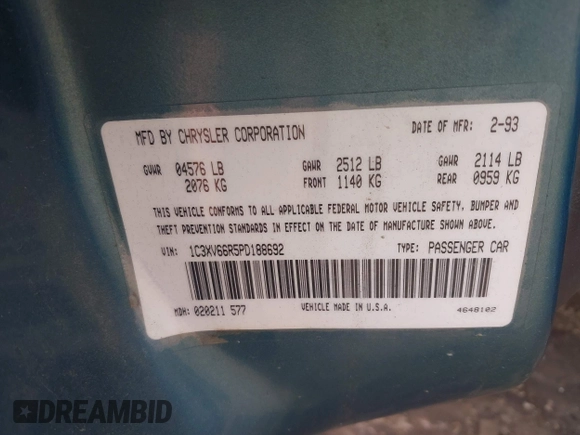 MFD BY CHRYSLER CORPORATION DATE OF MFR: 2-93
GVWR 04576 LB GAWR 2512 LB GAWR 2114 LB
2076 KG FRONT 1140 KG REAR 0959 KG
THIS VEHICLE CONFORMS TO ALL APPLICABLE FEDERAL MOTOR VEHICLE SAFETY, BUMPER AND
THEFT PREVENTION STANDARDS IN EFFECT ON THE DATE OF MANUFACTURE SHOWN ABOVE.
VIN: 1C3XV66R5PD188692 TYPE: PASSENGER CAR
MDH: 020211 577 VEHICLE MADE IN U.S.A. 4648102
DREAMBID